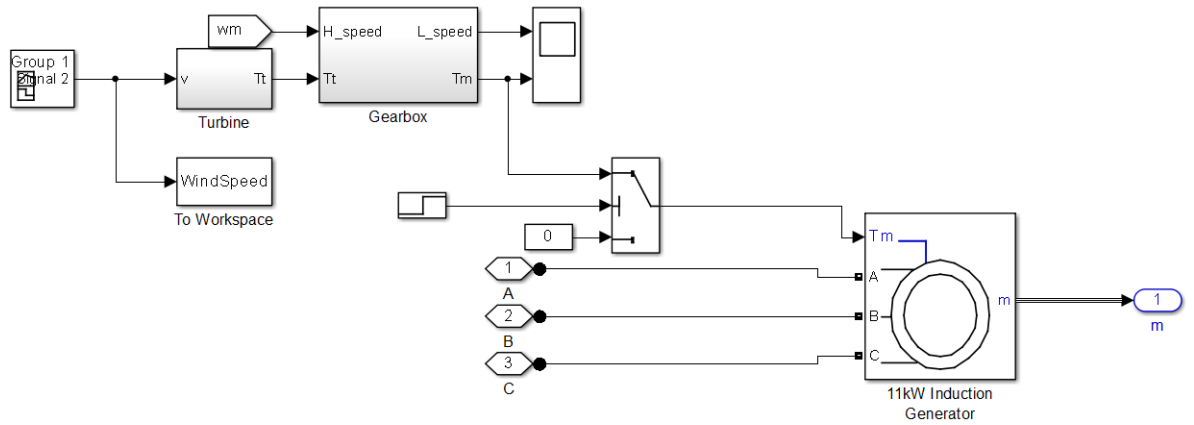 wm
H_speed
L_speed
Group 1
Signal 2
v
Tt
Tt
Tm
Turbine
Gearbox
WindSpeed
To Workspace
0
Tm
1
A
A
m
1
m
2
B
B
3
C
C
11kW Induction
Generator